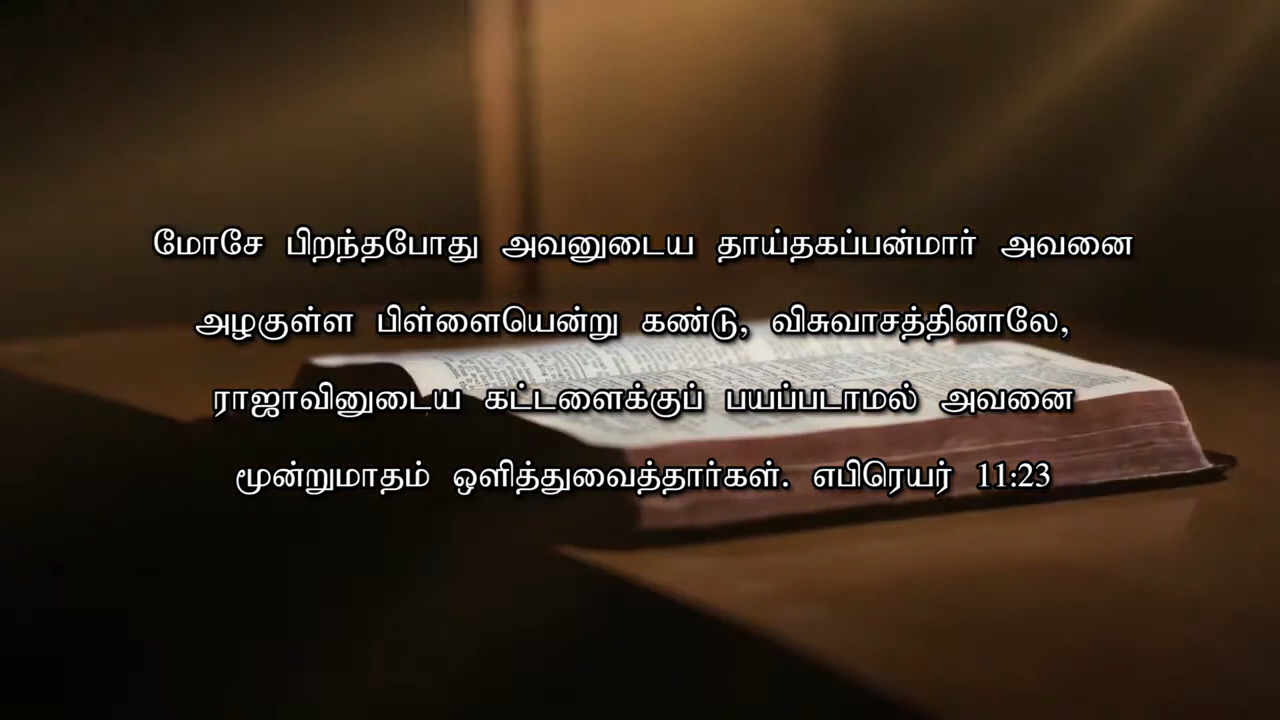 மோசே பிறந்தபோது அவனுடைய தாய்தகப்பன்மார் அவனை
அழகுள்ள பிள்ளையென்று கண்டு, விசுவாசத்தினாலே,
ராஜாவினுடைய கட்டளைக்குப் பயப்படாமல் அவனை
மூன்றுமாதம் ஒளித்துவைத்தார்கள். எபிரெயர் 11:23